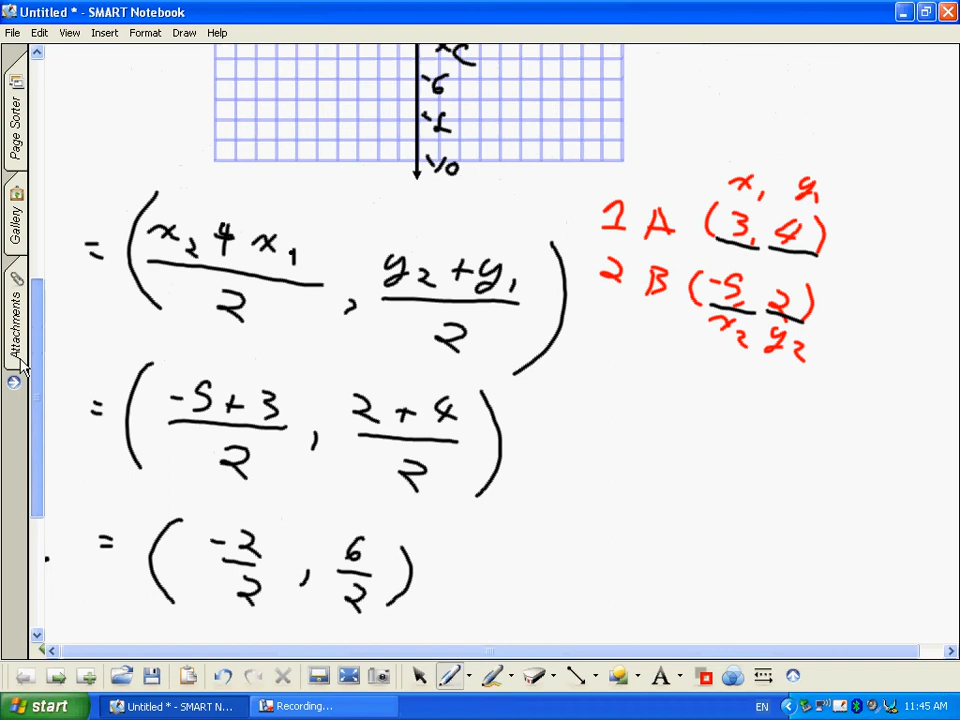 Untitled * - SMART Notebook
File Edit View Insert Format Draw Help
Page Sorter
Gallery
Attachments
-6
-10
x1 y1
1 A (3, 4)
2 B (-5, 2)
x2 y2
= (x2 + x1 / 2 , y2 + y1 / 2)
= (-5 + 3 / 2 , 2 + 4 / 2)
= (-2 / 2 , 6 / 2)
start Untitled * - SMART N... Recording... EN 11:45 AM